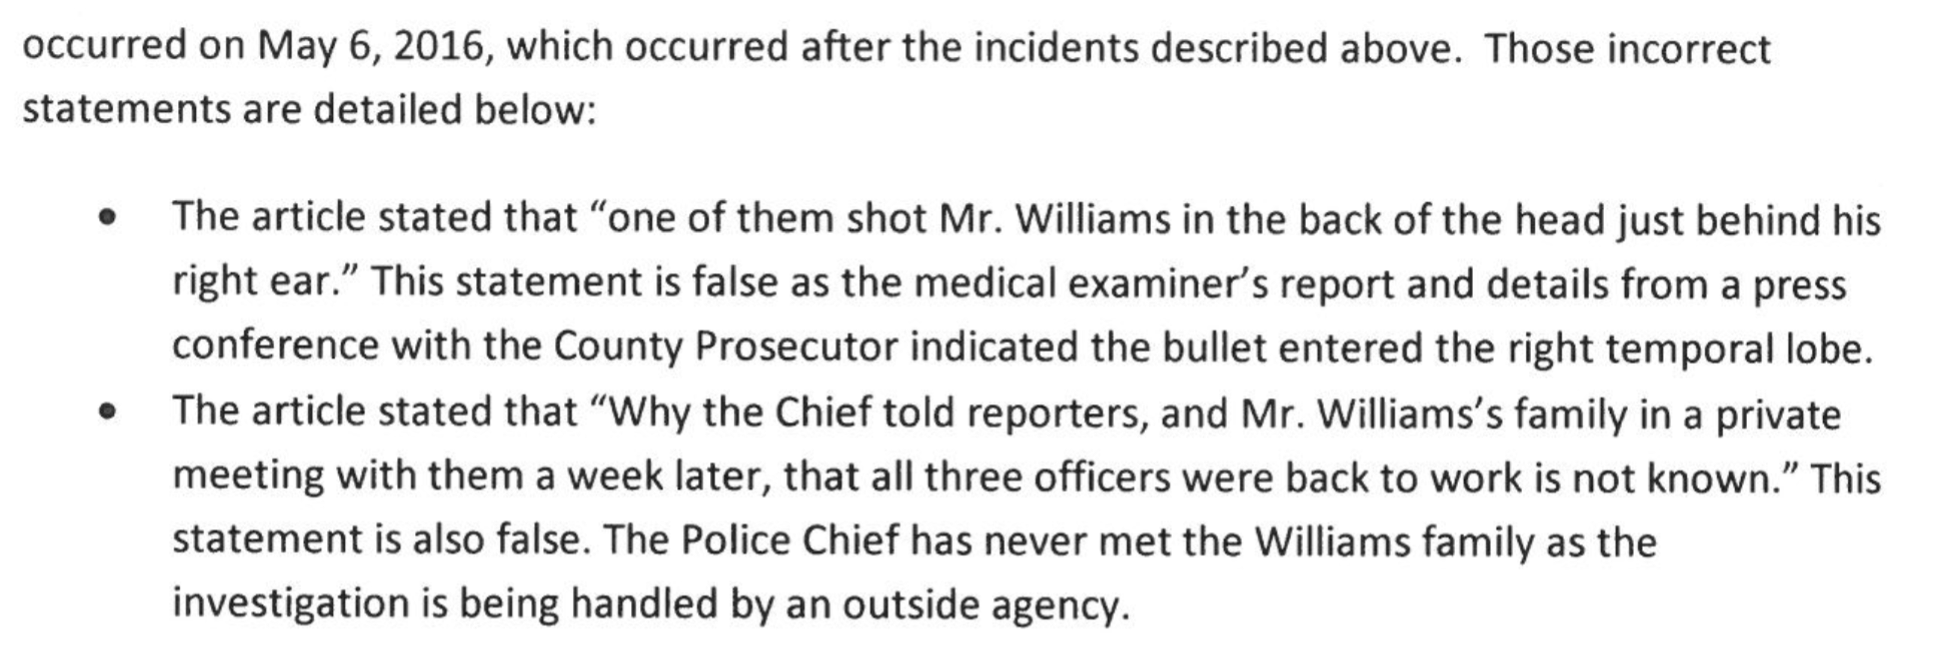 occurred on May 6, 2016, which occurred after the incidents described above.  Those incorrect
statements are detailed below:
• The article stated that “one of them shot Mr. Williams in the back of the head just behind his
right ear.” This statement is false as the medical examiner’s report and details from a press
conference with the County Prosecutor indicated the bullet entered the right temporal lobe.
• The article stated that “Why the Chief told reporters, and Mr. Williams’s family in a private
meeting with them a week later, that all three officers were back to work is not known.” This
statement is also false. The Police Chief has never met the Williams family as the
investigation is being handled by an outside agency.